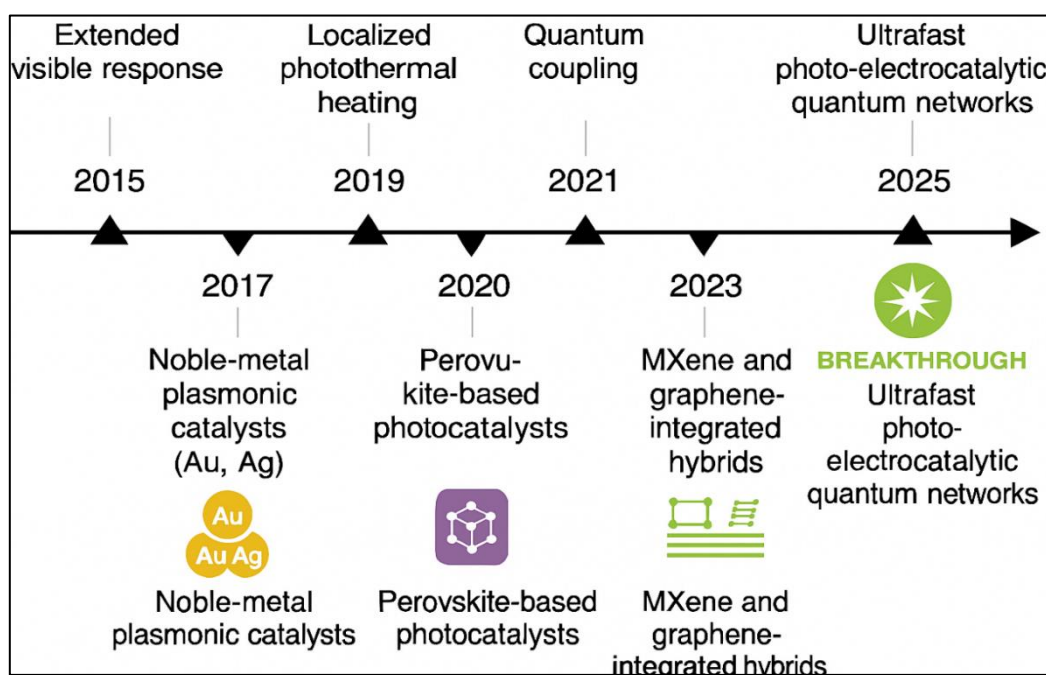 Extended
visible response
Localized
photothermal
heating
Quantum
coupling
Ultrafast
photo-electrocatalytic
quantum networks
2015
2019
2021
2025
2017
2020
2023
Noble-metal
plasmonic
catalysts
(Au, Ag)
Perovu-
kite-based
photocatalysts
MXene and
graphene-
integrated
hybrids
BREAKTHROUGH
Ultrafast
photo-
electrocatalytic
quantum networks
Au
Au Ag
Noble-metal
plasmonic catalysts
Perovskite-based
photocatalysts
MXene and
graphene-
integrated hybrids